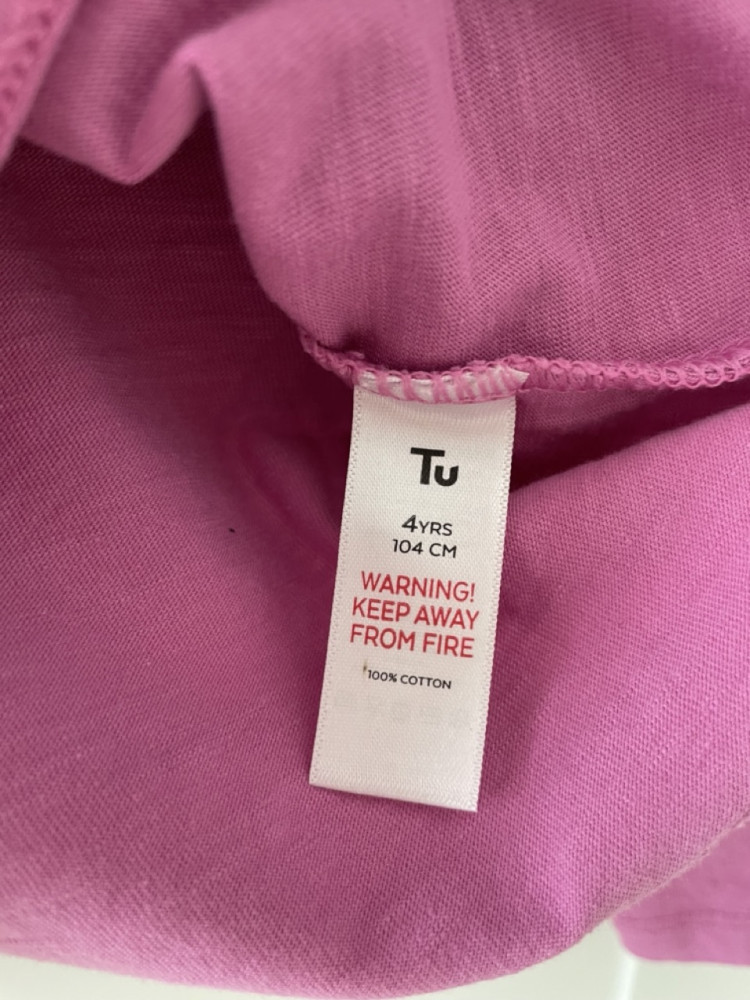 Tu
4YRS
104 CM
WARNING!
KEEP AWAY
FROM FIRE
100% COTTON